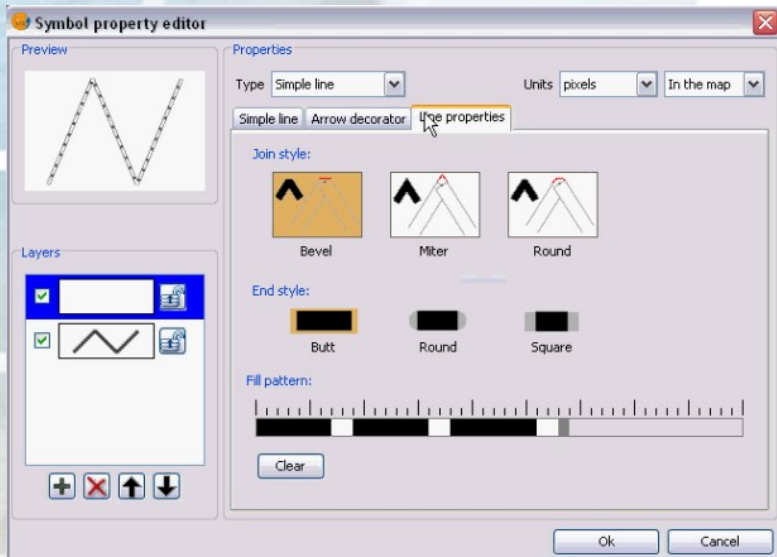 Symbol property editor
Preview
Properties
Type Simple line Units pixels In the map
Simple line Arrow decorator Line properties
Join style:
Bevel Miter Round
Layers
End style:
Butt Round Square
Fill pattern:
Clear
Ok Cancel